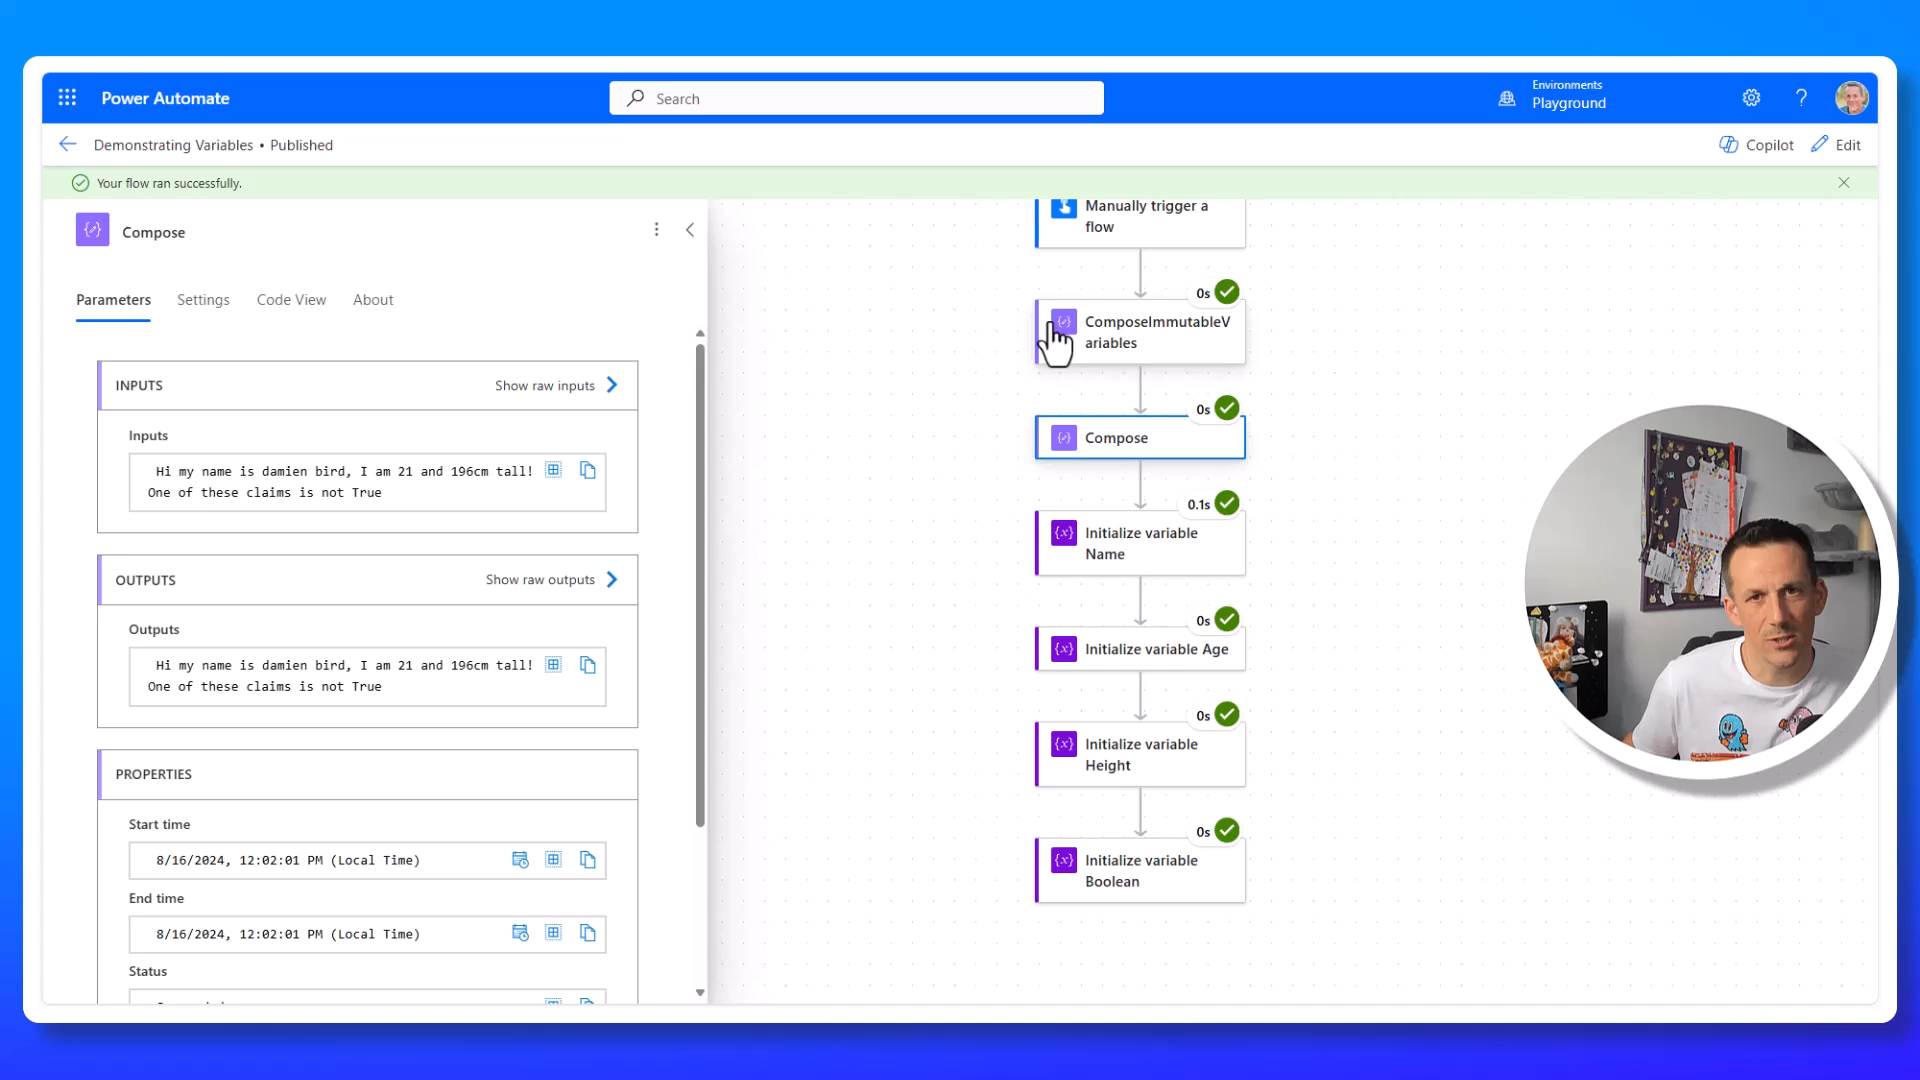 Power Automate
Search
Environments
Playground
?
Demonstrating Variables • Published
Copilot
Edit
Your flow ran successfully.
Compose
Parameters
Settings
Code View
About
INPUTS
Show raw inputs
Inputs
Hi my name is damien bird, I am 21 and 196cm tall!
One of these claims is not True
OUTPUTS
Show raw outputs
Outputs
Hi my name is damien bird, I am 21 and 196cm tall!
One of these claims is not True
PROPERTIES
Start time
8/16/2024, 12:02:01 PM (Local Time)
End time
8/16/2024, 12:02:01 PM (Local Time)
Status
Manually trigger a
flow
0s
ComposeImmutableV
ariables
0s
Compose
0.1s
{x}
Initialize variable
Name
0s
{x}
Initialize variable Age
0s
{x}
Initialize variable
Height
0s
{x}
Initialize variable
Boolean